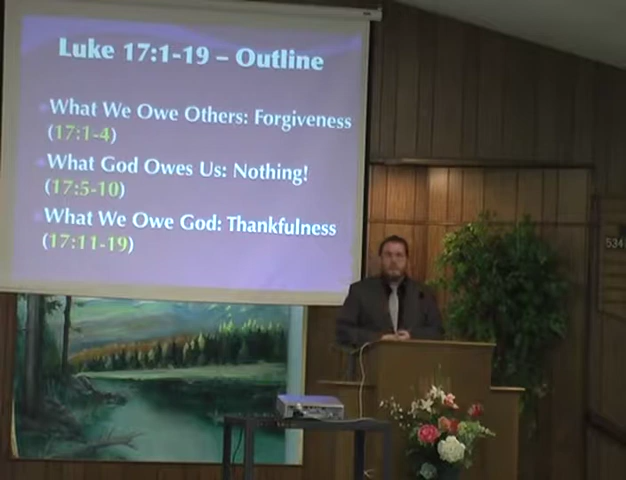 Luke 17:1-19 – Outline
What We Owe Others: Forgiveness
(17:1-4)
What God Owes Us: Nothing!
(17:5-10)
What We Owe God: Thankfulness
(17:11-19)
534